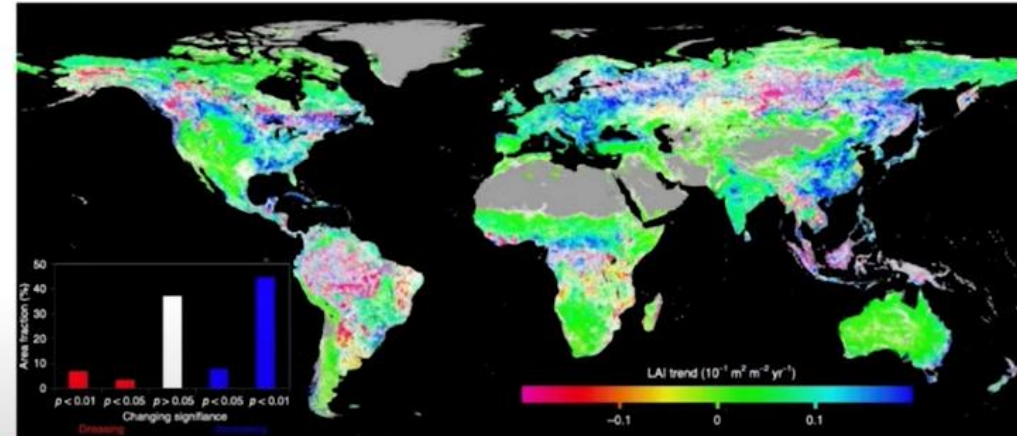 50
40
30
20
10
0
Area fraction (%)
p < 0.01 p < 0.05 p > 0.05 p < 0.05 p < 0.01
Changing signifiance
LAI trend (10⁻¹ m² m⁻² yr⁻¹)
−0.1 0 0.1